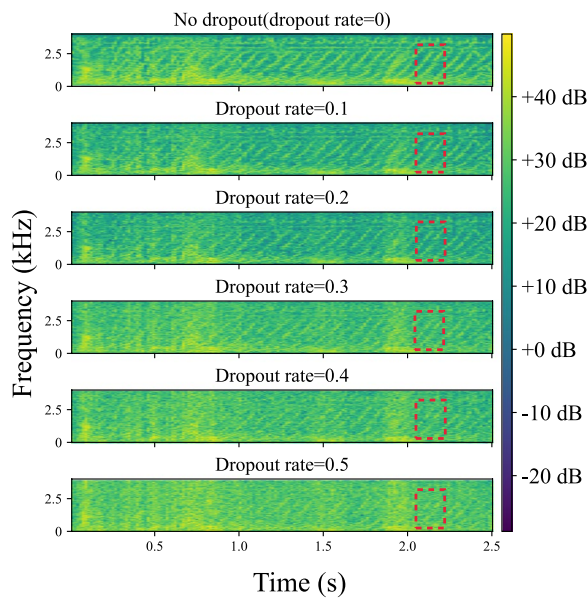 No dropout(dropout rate=0)
2.5
0
Dropout rate=0.1
2.5
0
Dropout rate=0.2
2.5
0
Dropout rate=0.3
2.5
0
Dropout rate=0.4
2.5
0
Dropout rate=0.5
2.5
0
0.5 1.0 1.5 2.0 2.5
Time (s)
Frequency (kHz)
+40 dB
+30 dB
+20 dB
+10 dB
+0 dB
-10 dB
-20 dB